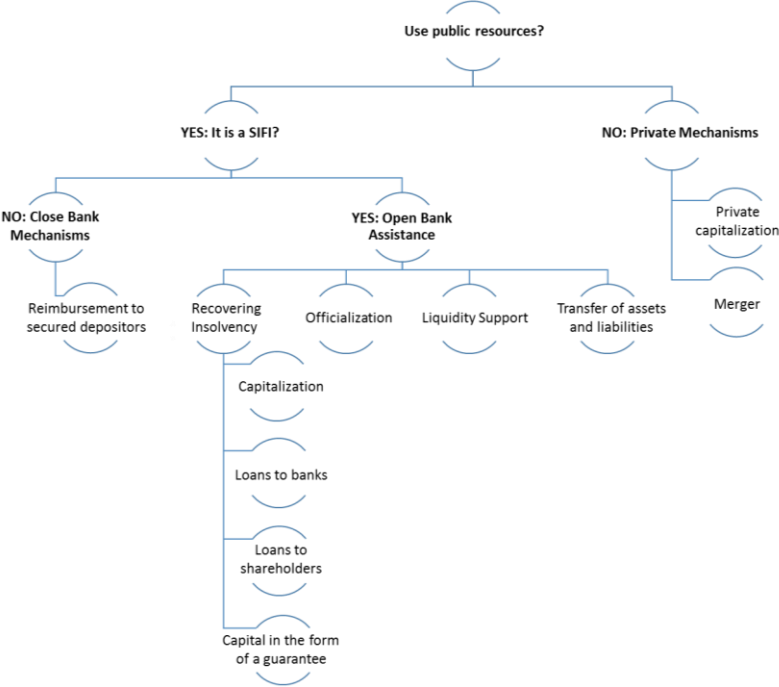 Use public resources?
YES: It is a SIFI?
NO: Private Mechanisms
NO: Close Bank
Mechanisms
YES: Open Bank
Assistance
Private
capitalization
Reimbursement to
secured depositors
Recovering
Insolvency
Officialization
Liquidity Support
Transfer of assets
and liabilities
Merger
Capitalization
Loans to banks
Loans to
shareholders
Capital in the form
of a guarantee